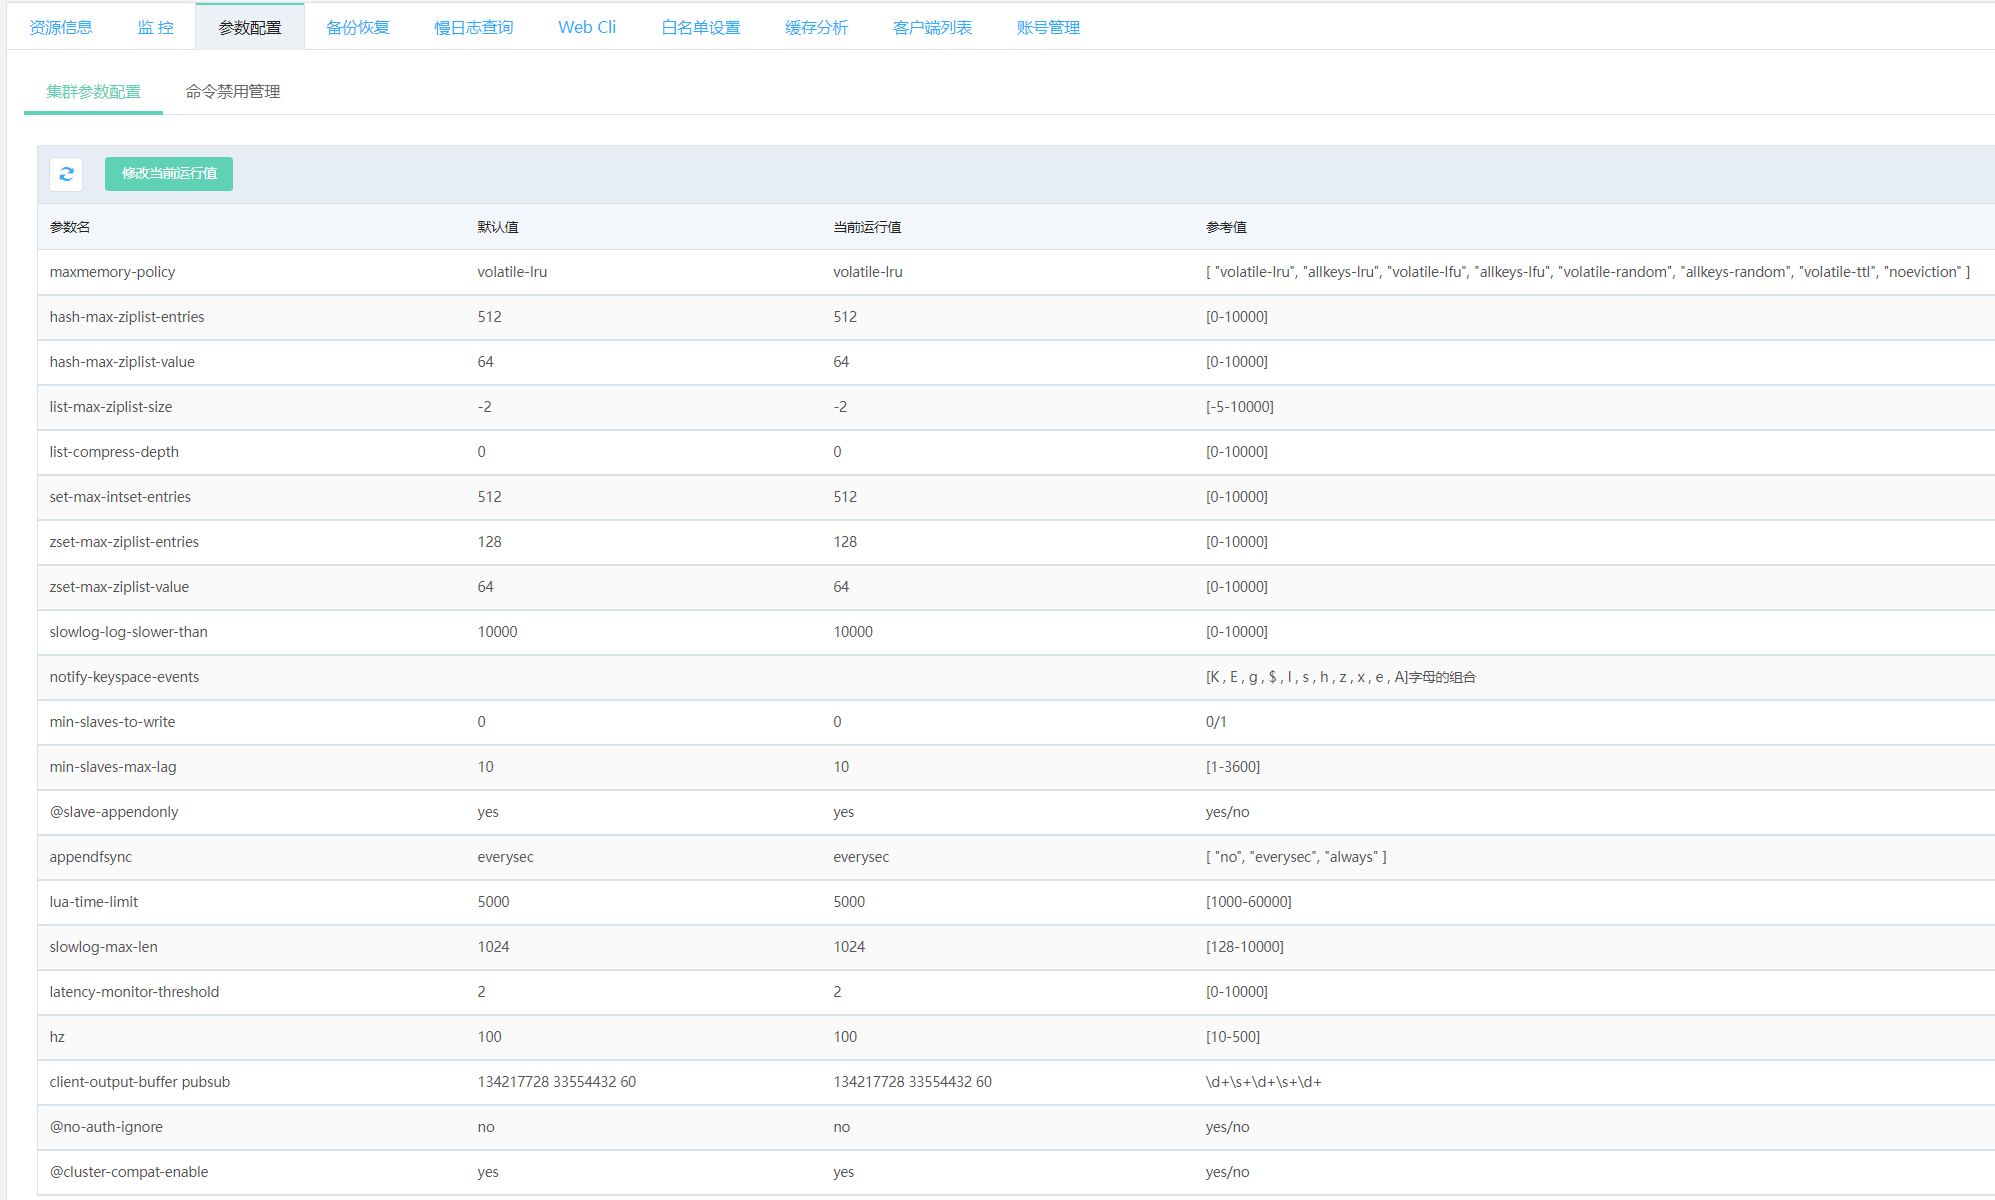 资源信息 监 控 参数配置 备份恢复 慢日志查询 Web Cli 白名单设置 缓存分析 客户端列表 账号管理
集群参数配置 命令禁用管理
修改当前运行值
参数名 默认值 当前运行值 参考值
maxmemory-policy volatile-lru volatile-lru [ "volatile-lru", "allkeys-lru", "volatile-lfu", "allkeys-lfu", "volatile-random", "allkeys-random", "volatile-ttl", "noeviction" ]
hash-max-ziplist-entries 512 512 [0-10000]
hash-max-ziplist-value 64 64 [0-10000]
list-max-ziplist-size -2 -2 [-5-10000]
list-compress-depth 0 0 [0-10000]
set-max-intset-entries 512 512 [0-10000]
zset-max-ziplist-entries 128 128 [0-10000]
zset-max-ziplist-value 64 64 [0-10000]
slowlog-log-slower-than 10000 10000 [0-10000]
notify-keyspace-events [K , E , g , $ , l , s , h , z , x , e , A]字母的组合
min-slaves-to-write 0 0 0/1
min-slaves-max-lag 10 10 [1-3600]
@slave-appendonly yes yes yes/no
appendfsync everysec everysec [ "no", "everysec", "always" ]
lua-time-limit 5000 5000 [1000-60000]
slowlog-max-len 1024 1024 [128-10000]
latency-monitor-threshold 2 2 [0-10000]
hz 100 100 [10-500]
client-output-buffer pubsub 134217728 33554432 60 134217728 33554432 60 \d+\s+\d+\s+\d+
@no-auth-ignore no no yes/no
@cluster-compat-enable yes yes yes/no